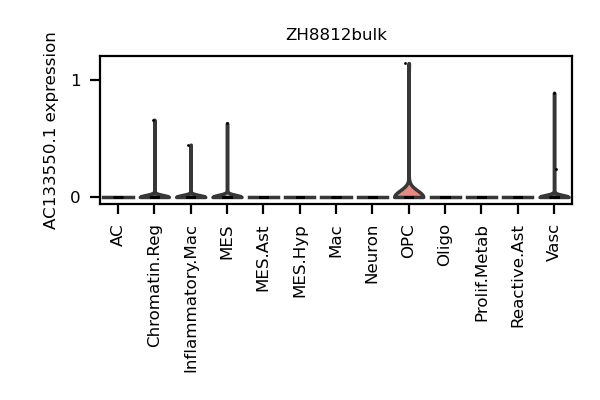 ZH8812bulk
AC133550.1 expression
1
0
AC
Chromatin.Reg
Inflammatory.Mac
MES
MES.Ast
MES.Hyp
Mac
Neuron
OPC
Oligo
Prolif.Metab
Reactive.Ast
Vasc